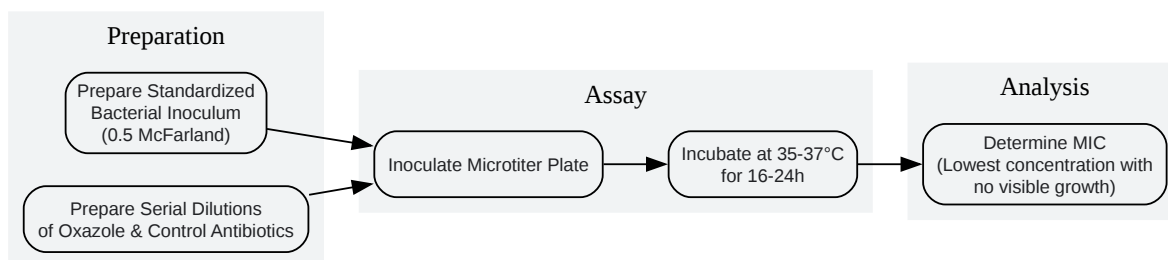 Preparation
Prepare Standardized
Bacterial Inoculum
(0.5 McFarland)
Prepare Serial Dilutions
of Oxazole & Control Antibiotics
Assay
Inoculate Microtiter Plate
Incubate at 35-37°C
for 16-24h
Analysis
Determine MIC
(Lowest concentration with
no visible growth)